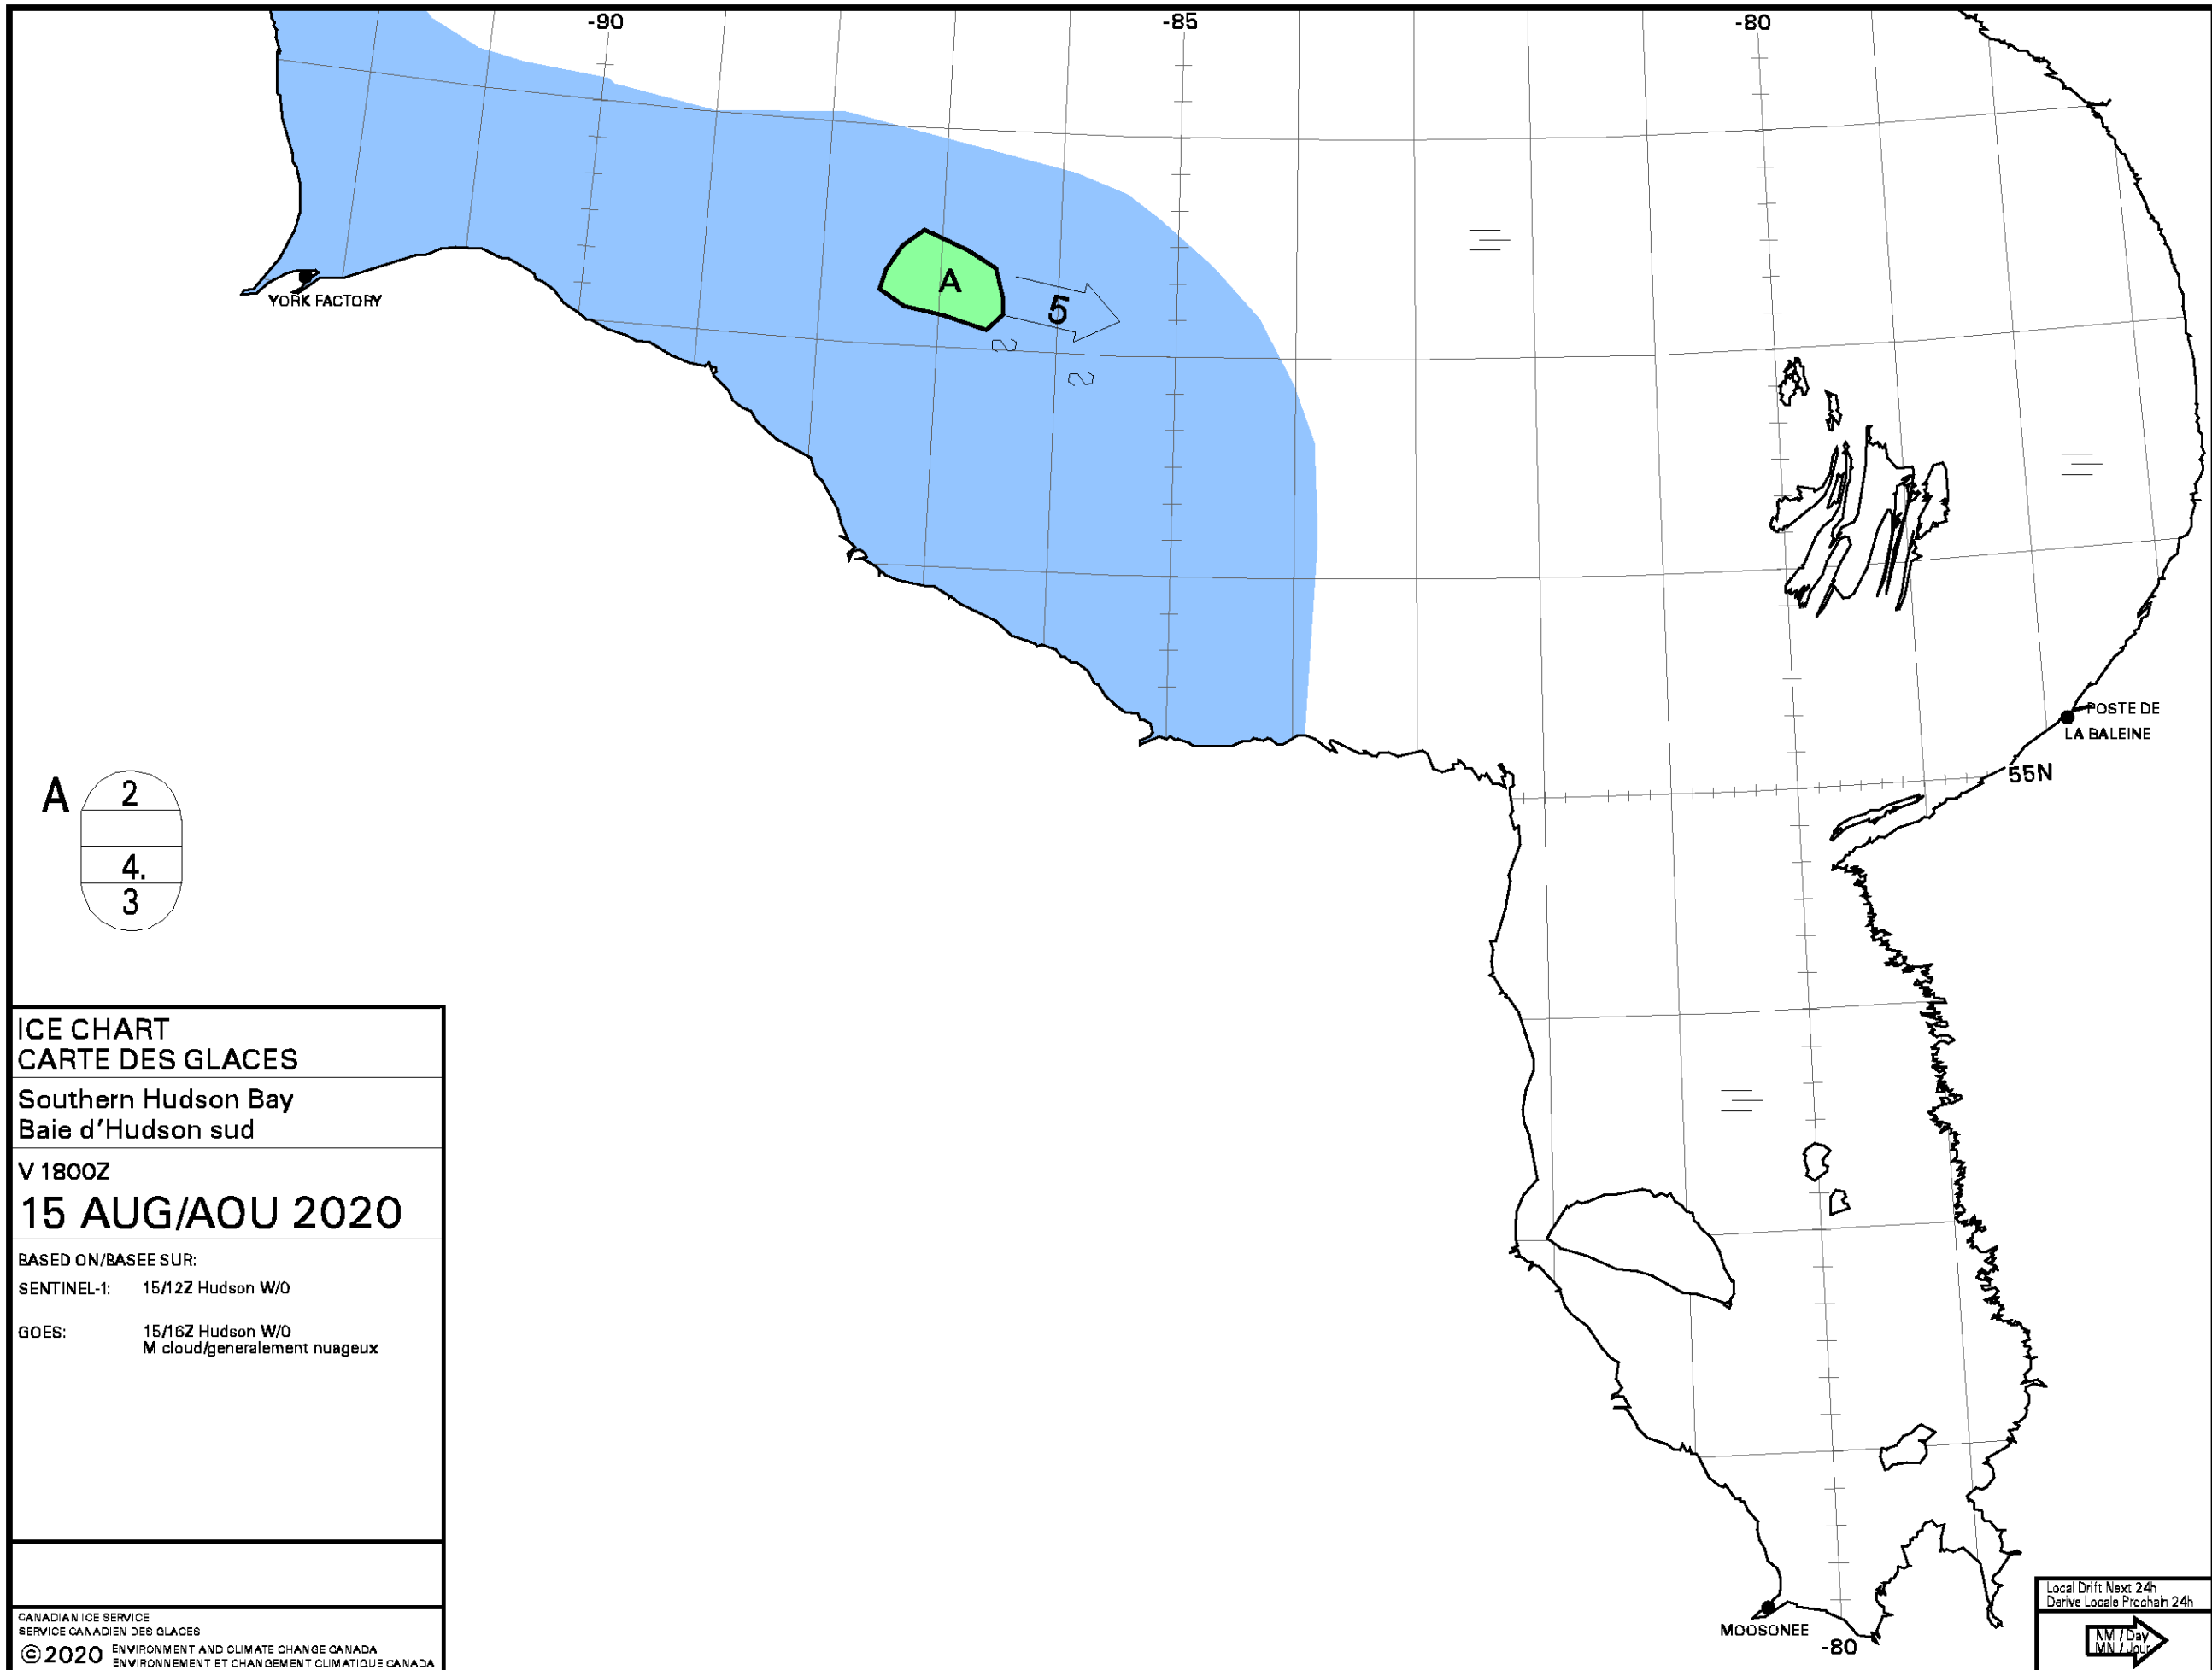 -90
-85
-80
A
5
YORK FACTORY
POSTE DE
LA BALEINE
55N
A
2
4.
3
ICE CHART
CARTE DES GLACES
Southern Hudson Bay
Baie d'Hudson sud
V 1800Z
15 AUG/AOU 2020
BASED ON/BASEE SUR:
SENTINEL-1: 15/12Z Hudson W/O
GOES: 15/16Z Hudson W/O
M cloud/generalement nuageux
CANADIAN ICE SERVICE
SERVICE CANADIEN DES GLACES
©2020 ENVIRONMENT AND CLIMATE CHANGE CANADA
ENVIRONNEMENT ET CHANGEMENT CLIMATIQUE CANADA
MOOSONEE
-80
Local Drift Next 24h
Derive Locale Prochain 24h
NM / Day
MN / Jour